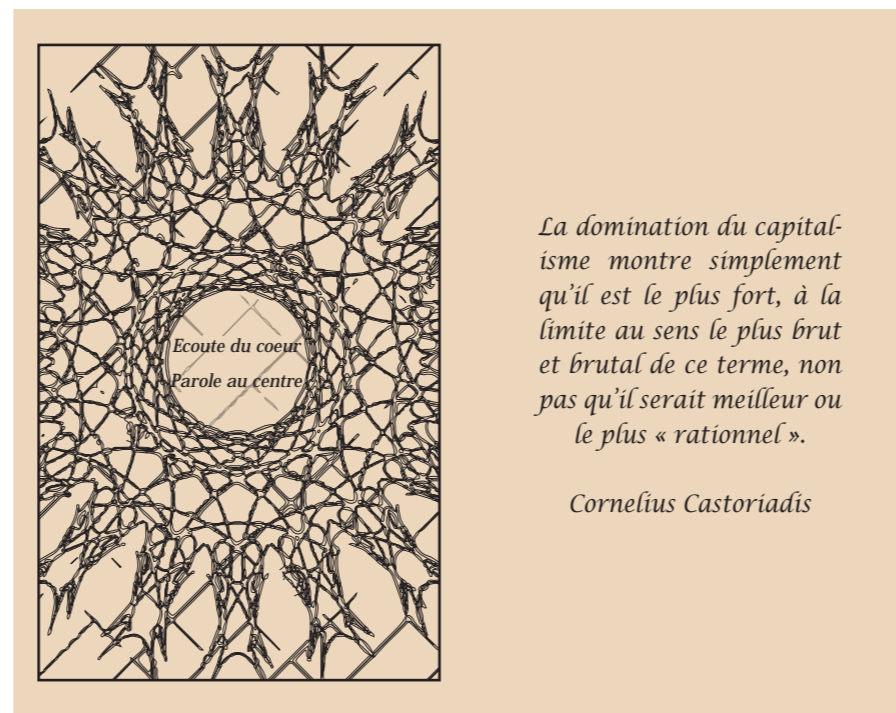 Ecoute du coeur
Parole au centre
La domination du capital-
isme montre simplement
qu’il est le plus fort, à la
limite au sens le plus brut
et brutal de ce terme, non
pas qu’il serait meilleur ou
le plus « rationnel ».
Cornelius Castoriadis